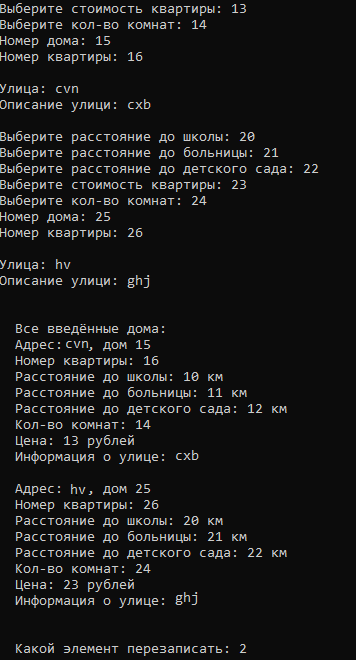 Выберите стоимость квартиры: 13
Выберите кол-во комнат: 14
Номер дома: 15
Номер квартиры: 16
Улица: cvn
Описание улици: cxb
Выберите расстояние до школы: 20
Выберите расстояние до больницы: 21
Выберите расстояние до детского сада: 22
Выберите стоимость квартиры: 23
Выберите кол-во комнат: 24
Номер дома: 25
Номер квартиры: 26
Улица: hv
Описание улици: ghj
Все введённые дома:
Адрес: cvn, дом 15
Номер квартиры: 16
Расстояние до школы: 10 км
Расстояние до больницы: 11 км
Расстояние до детского сада: 12 км
Кол-во комнат: 14
Цена: 13 рублей
Информация о улице: cxb
Адрес: hv, дом 25
Номер квартиры: 26
Расстояние до школы: 20 км
Расстояние до больницы: 21 км
Расстояние до детского сада: 22 км
Кол-во комнат: 24
Цена: 23 рублей
Информация о улице: ghj
Какой элемент перезаписать: 2